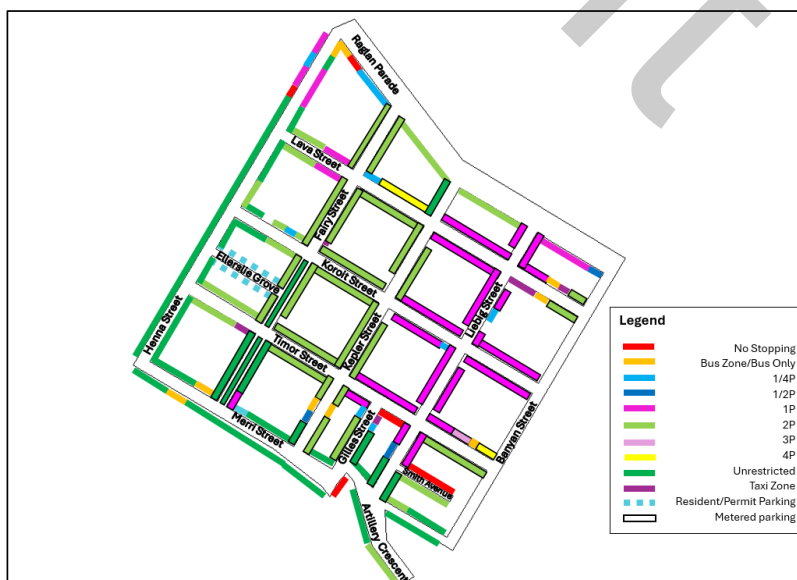 Raglan Parade
Lava Street
Fairy Street
Koroit Street
Ellerslie Grove
Liebig Street
Henna Street
Timor Street
Kepler Street
Merri Street
Gilles Street
Banyan Street
Smith Avenue
Artillery Crescent
Legend
No Stopping
Bus Zone/Bus Only
1/4P
1/2P
1P
2P
3P
4P
Unrestricted
Taxi Zone
Resident/Permit Parking
Metered parking